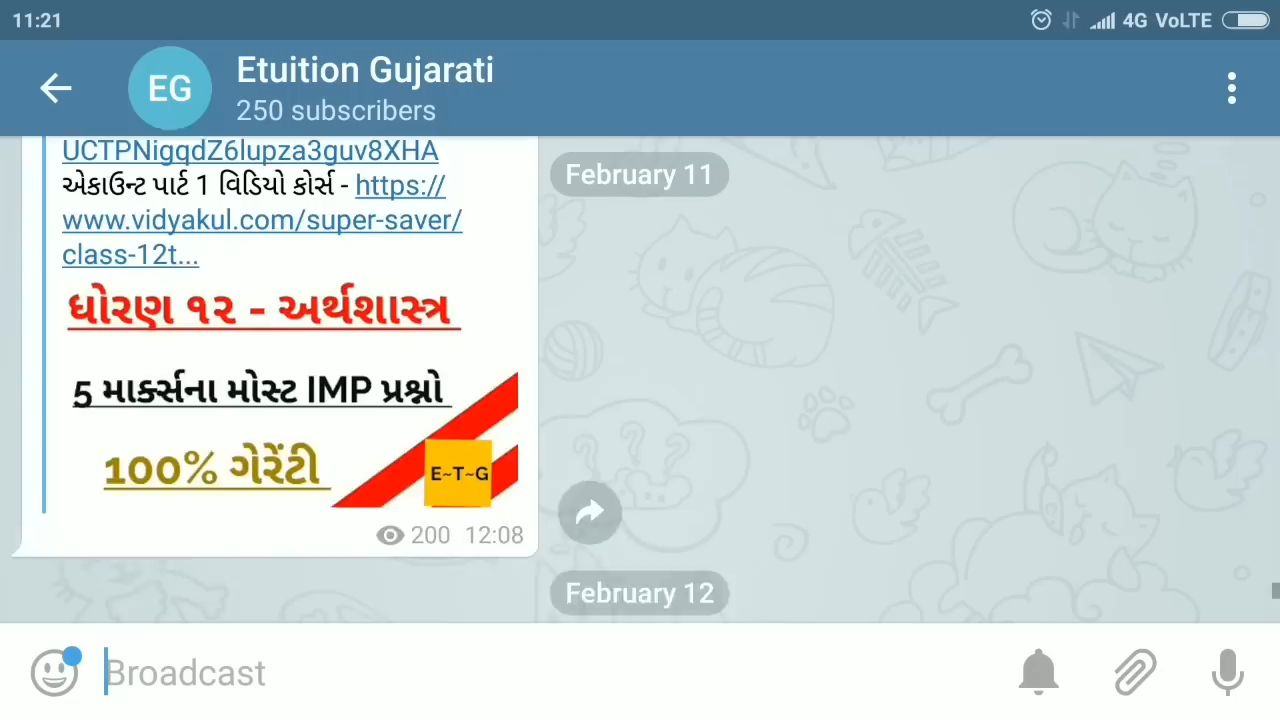 11:21
4G VoLTE
EG
Etuition Gujarati
250 subscribers
UCTPNigqdZ6lupza3guv8XHA
એકાઉન્ટ પાર્ટ 1 વિડિયો કોર્સ - https://
www.vidyakul.com/super-saver/
class-12t...
ધોરણ ૧૨ - અર્થશાસ્ત્ર
5 માર્ક્સના મોસ્ટ IMP પ્રશ્નો
100% ગેરેંટી
E~T~G
200 12:08
February 11
February 12
Broadcast